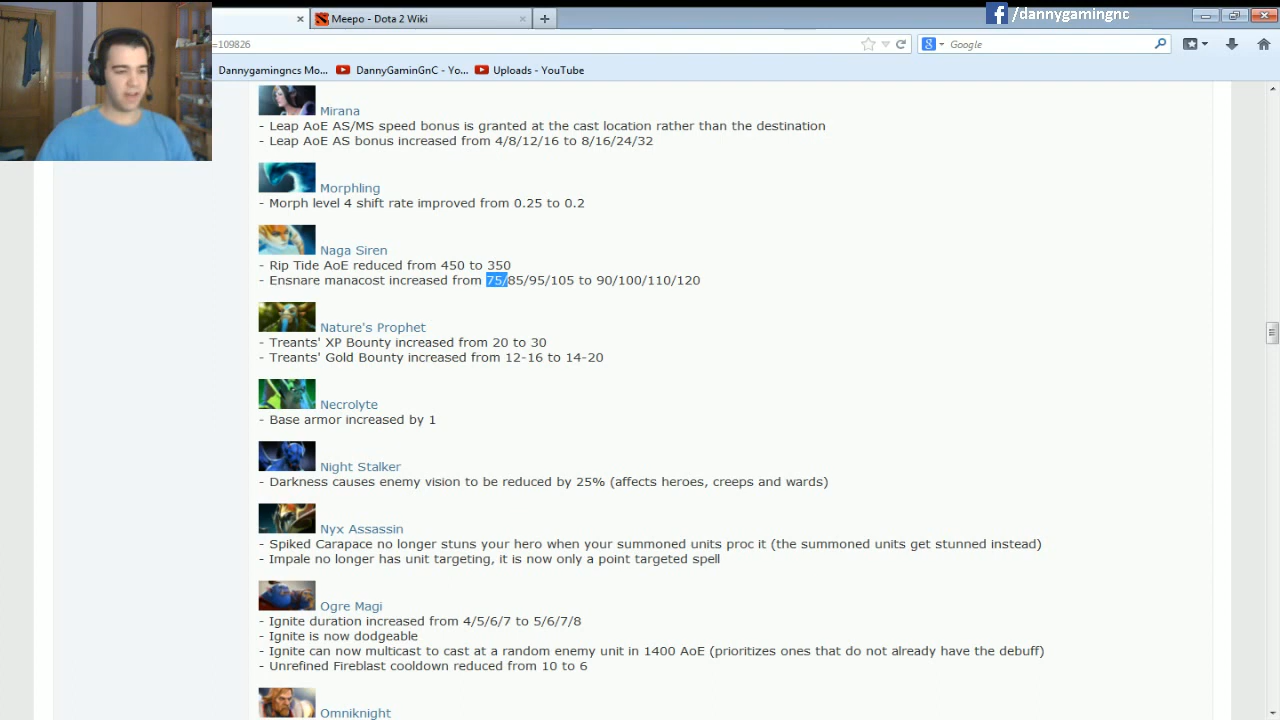 Meepo - Dota 2 Wiki
/dannygamingnc
=109826
Google
Dannygamingncs Mo...
DannyGaminGnC - Yo...
Uploads - YouTube
Mirana
- Leap AoE AS/MS speed bonus is granted at the cast location rather than the destination
- Leap AoE AS bonus increased from 4/8/12/16 to 8/16/24/32
Morphling
- Morph level 4 shift rate improved from 0.25 to 0.2
Naga Siren
- Rip Tide AoE reduced from 450 to 350
- Ensnare manacost increased from 75/85/95/105 to 90/100/110/120
Nature's Prophet
- Treants' XP Bounty increased from 20 to 30
- Treants' Gold Bounty increased from 12-16 to 14-20
Necrolyte
- Base armor increased by 1
Night Stalker
- Darkness causes enemy vision to be reduced by 25% (affects heroes, creeps and wards)
Nyx Assassin
- Spiked Carapace no longer stuns your hero when your summoned units proc it (the summoned units get stunned instead)
- Impale no longer has unit targeting, it is now only a point targeted spell
Ogre Magi
- Ignite duration increased from 4/5/6/7 to 5/6/7/8
- Ignite is now dodgeable
- Ignite can now multicast to cast at a random enemy unit in 1400 AoE (prioritizes ones that do not already have the debuff)
- Unrefined Fireblast cooldown reduced from 10 to 6
Omniknight